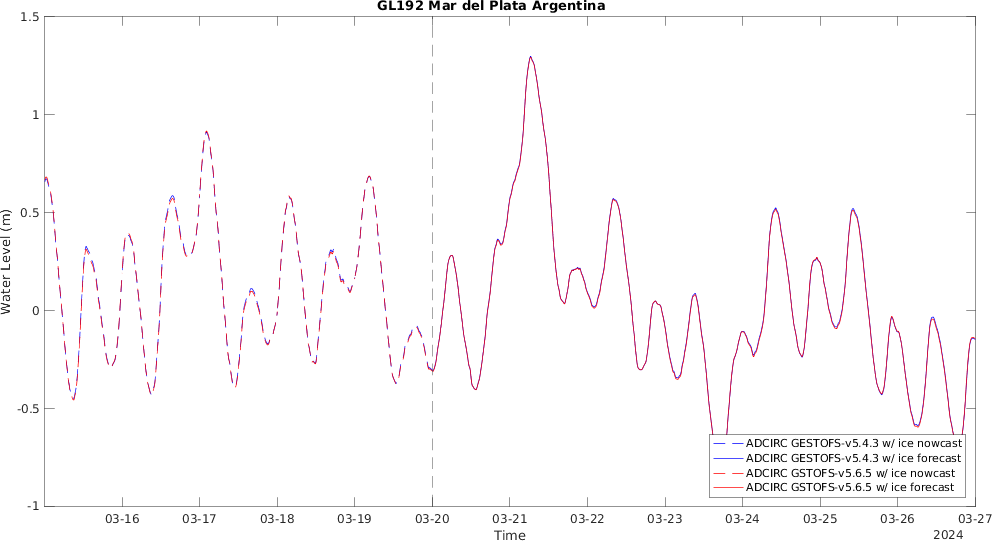 GL192 Mar del Plata Argentina
1.5
1
0.5
0
-0.5
-1
Water Level (m)
ADCIRC GESTOFS-v5.4.3 w/ ice nowcast
ADCIRC GESTOFS-v5.4.3 w/ ice forecast
ADCIRC GSTOFS-v5.6.5 w/ ice nowcast
ADCIRC GSTOFS-v5.6.5 w/ ice forecast
03-16 03-17 03-18 03-19 03-20 03-21 03-22 03-23 03-24 03-25 03-26 03-27
Time
2024